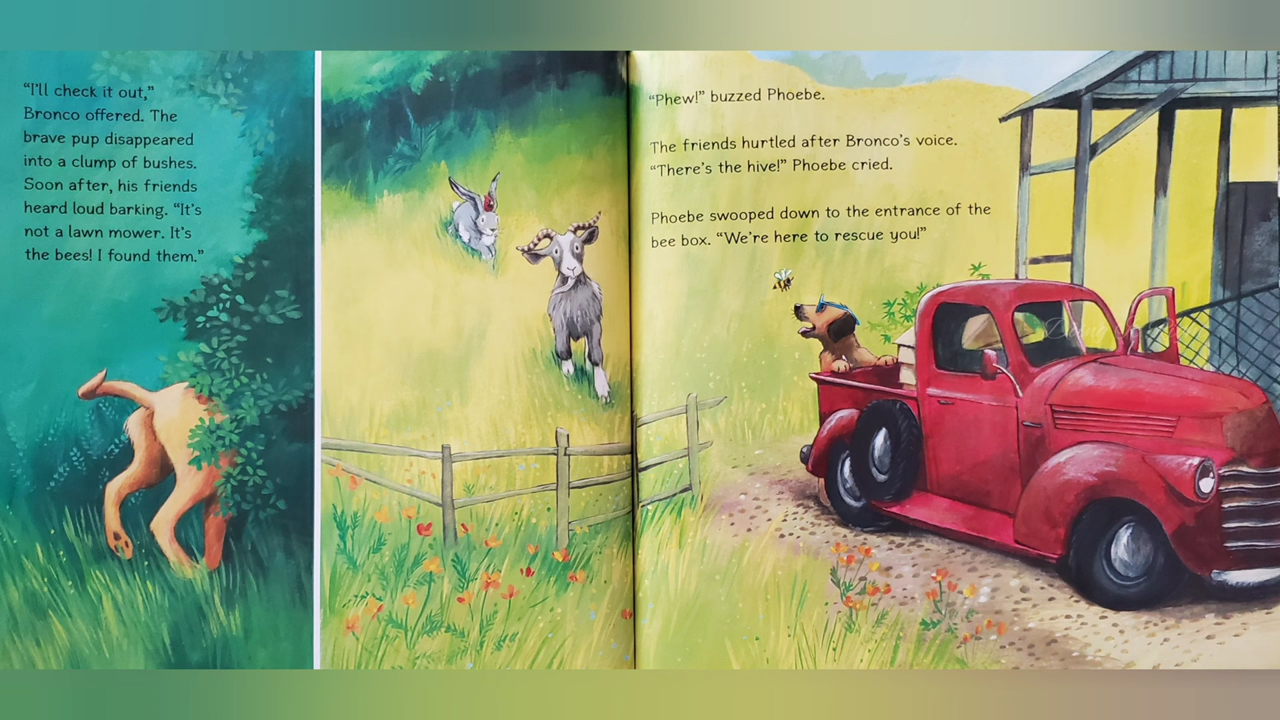 “I’ll check it out,”
Bronco offered. The
brave pup disappeared
into a clump of bushes.
Soon after, his friends
heard loud barking. “It’s
not a lawn mower. It’s
the bees! I found them.”
“Phew!” buzzed Phoebe.
The friends hurtled after Bronco’s voice.
“There’s the hive!” Phoebe cried.
Phoebe swooped down to the entrance of the
bee box. “We’re here to rescue you!”